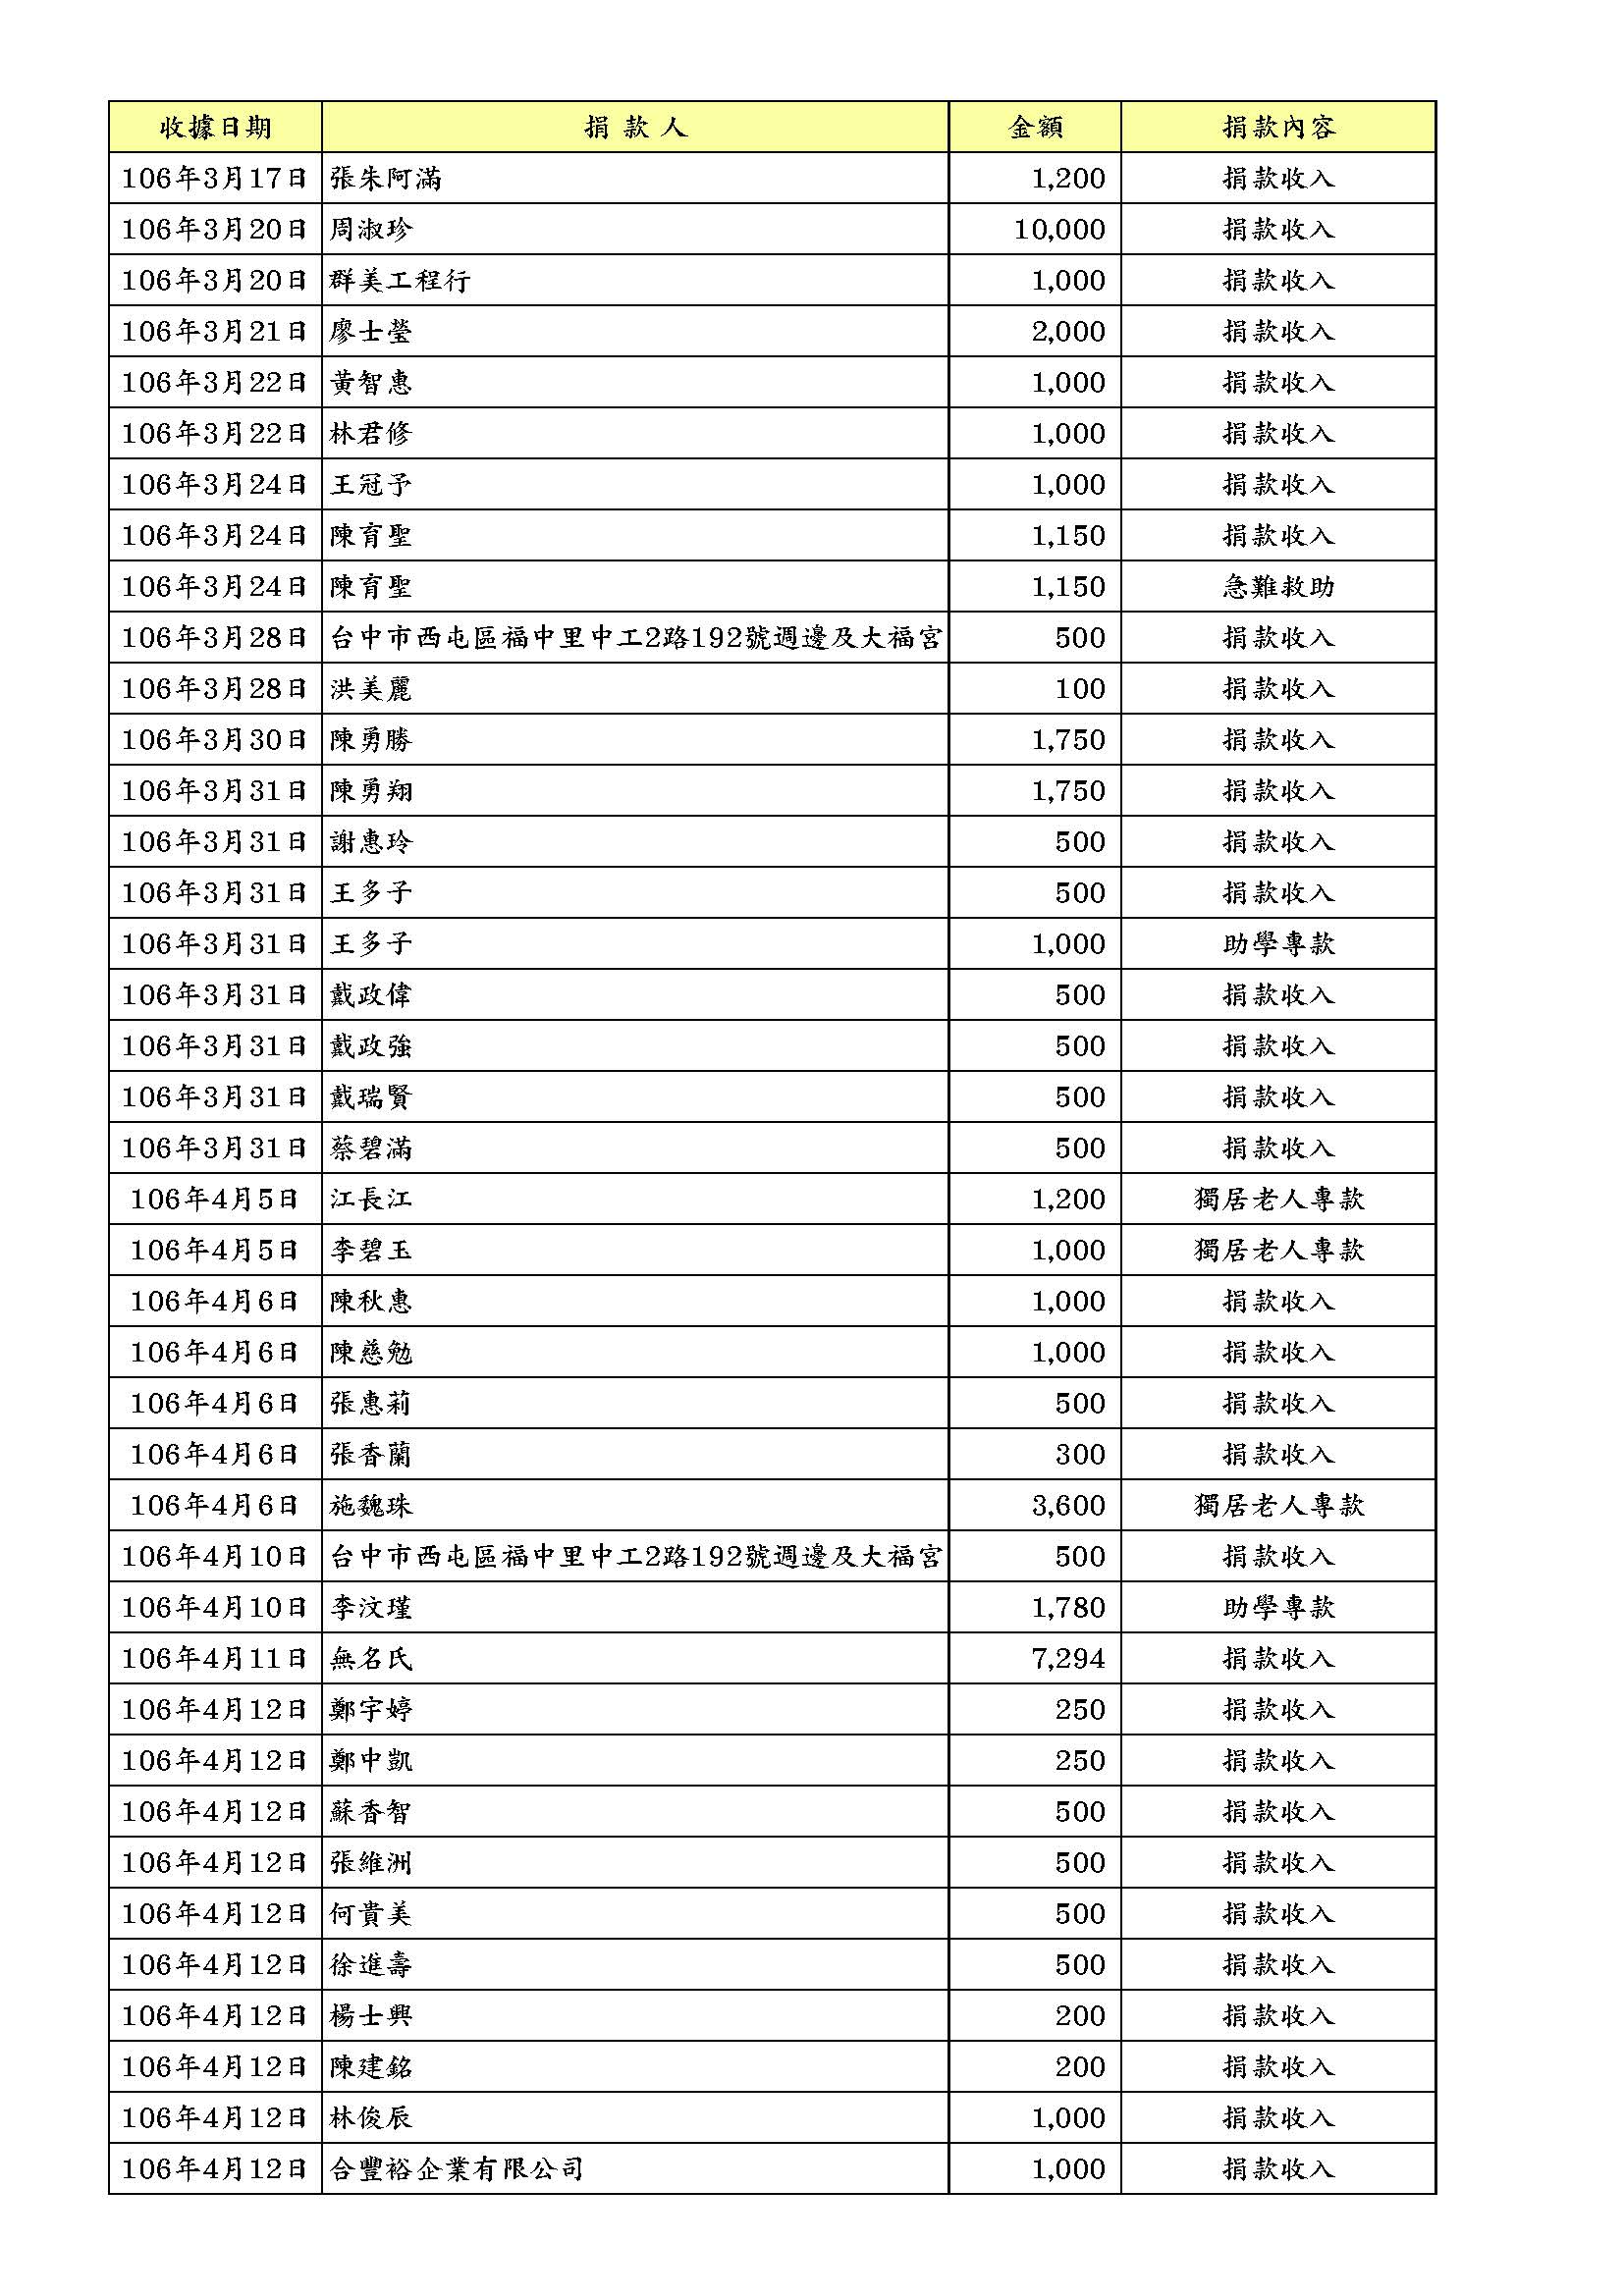 收據日期 捐 款 人 金額 捐款內容
106年3月17日 張朱阿滿 1,200 捐款收入
106年3月20日 周淑珍 10,000 捐款收入
106年3月20日 群美工程行 1,000 捐款收入
106年3月21日 廖士瑩 2,000 捐款收入
106年3月22日 黃智惠 1,000 捐款收入
106年3月22日 林君修 1,000 捐款收入
106年3月24日 王冠予 1,000 捐款收入
106年3月24日 陳育聖 1,150 捐款收入
106年3月24日 陳育聖 1,150 急難救助
106年3月28日 台中市西屯區福中里中工2路192號週邊及大福宮 500 捐款收入
106年3月28日 洪美麗 100 捐款收入
106年3月30日 陳勇勝 1,750 捐款收入
106年3月31日 陳勇翔 1,750 捐款收入
106年3月31日 謝惠玲 500 捐款收入
106年3月31日 王多子 500 捐款收入
106年3月31日 王多子 1,000 助學專款
106年3月31日 戴政偉 500 捐款收入
106年3月31日 戴政強 500 捐款收入
106年3月31日 戴瑞賢 500 捐款收入
106年3月31日 蔡碧滿 500 捐款收入
106年4月5日 江長江 1,200 獨居老人專款
106年4月5日 李碧玉 1,000 獨居老人專款
106年4月6日 陳秋惠 1,000 捐款收入
106年4月6日 陳慈勉 1,000 捐款收入
106年4月6日 張惠莉 500 捐款收入
106年4月6日 張香蘭 300 捐款收入
106年4月6日 施魏珠 3,600 獨居老人專款
106年4月10日 台中市西屯區福中里中工2路192號週邊及大福宮 500 捐款收入
106年4月10日 李汶瑾 1,780 助學專款
106年4月11日 無名氏 7,294 捐款收入
106年4月12日 鄭宇婷 250 捐款收入
106年4月12日 鄭中凱 250 捐款收入
106年4月12日 蘇香智 500 捐款收入
106年4月12日 張維洲 500 捐款收入
106年4月12日 何貴美 500 捐款收入
106年4月12日 徐進壽 500 捐款收入
106年4月12日 楊士興 200 捐款收入
106年4月12日 陳建銘 200 捐款收入
106年4月12日 林俊辰 1,000 捐款收入
106年4月12日 合豐裕企業有限公司 1,000 捐款收入